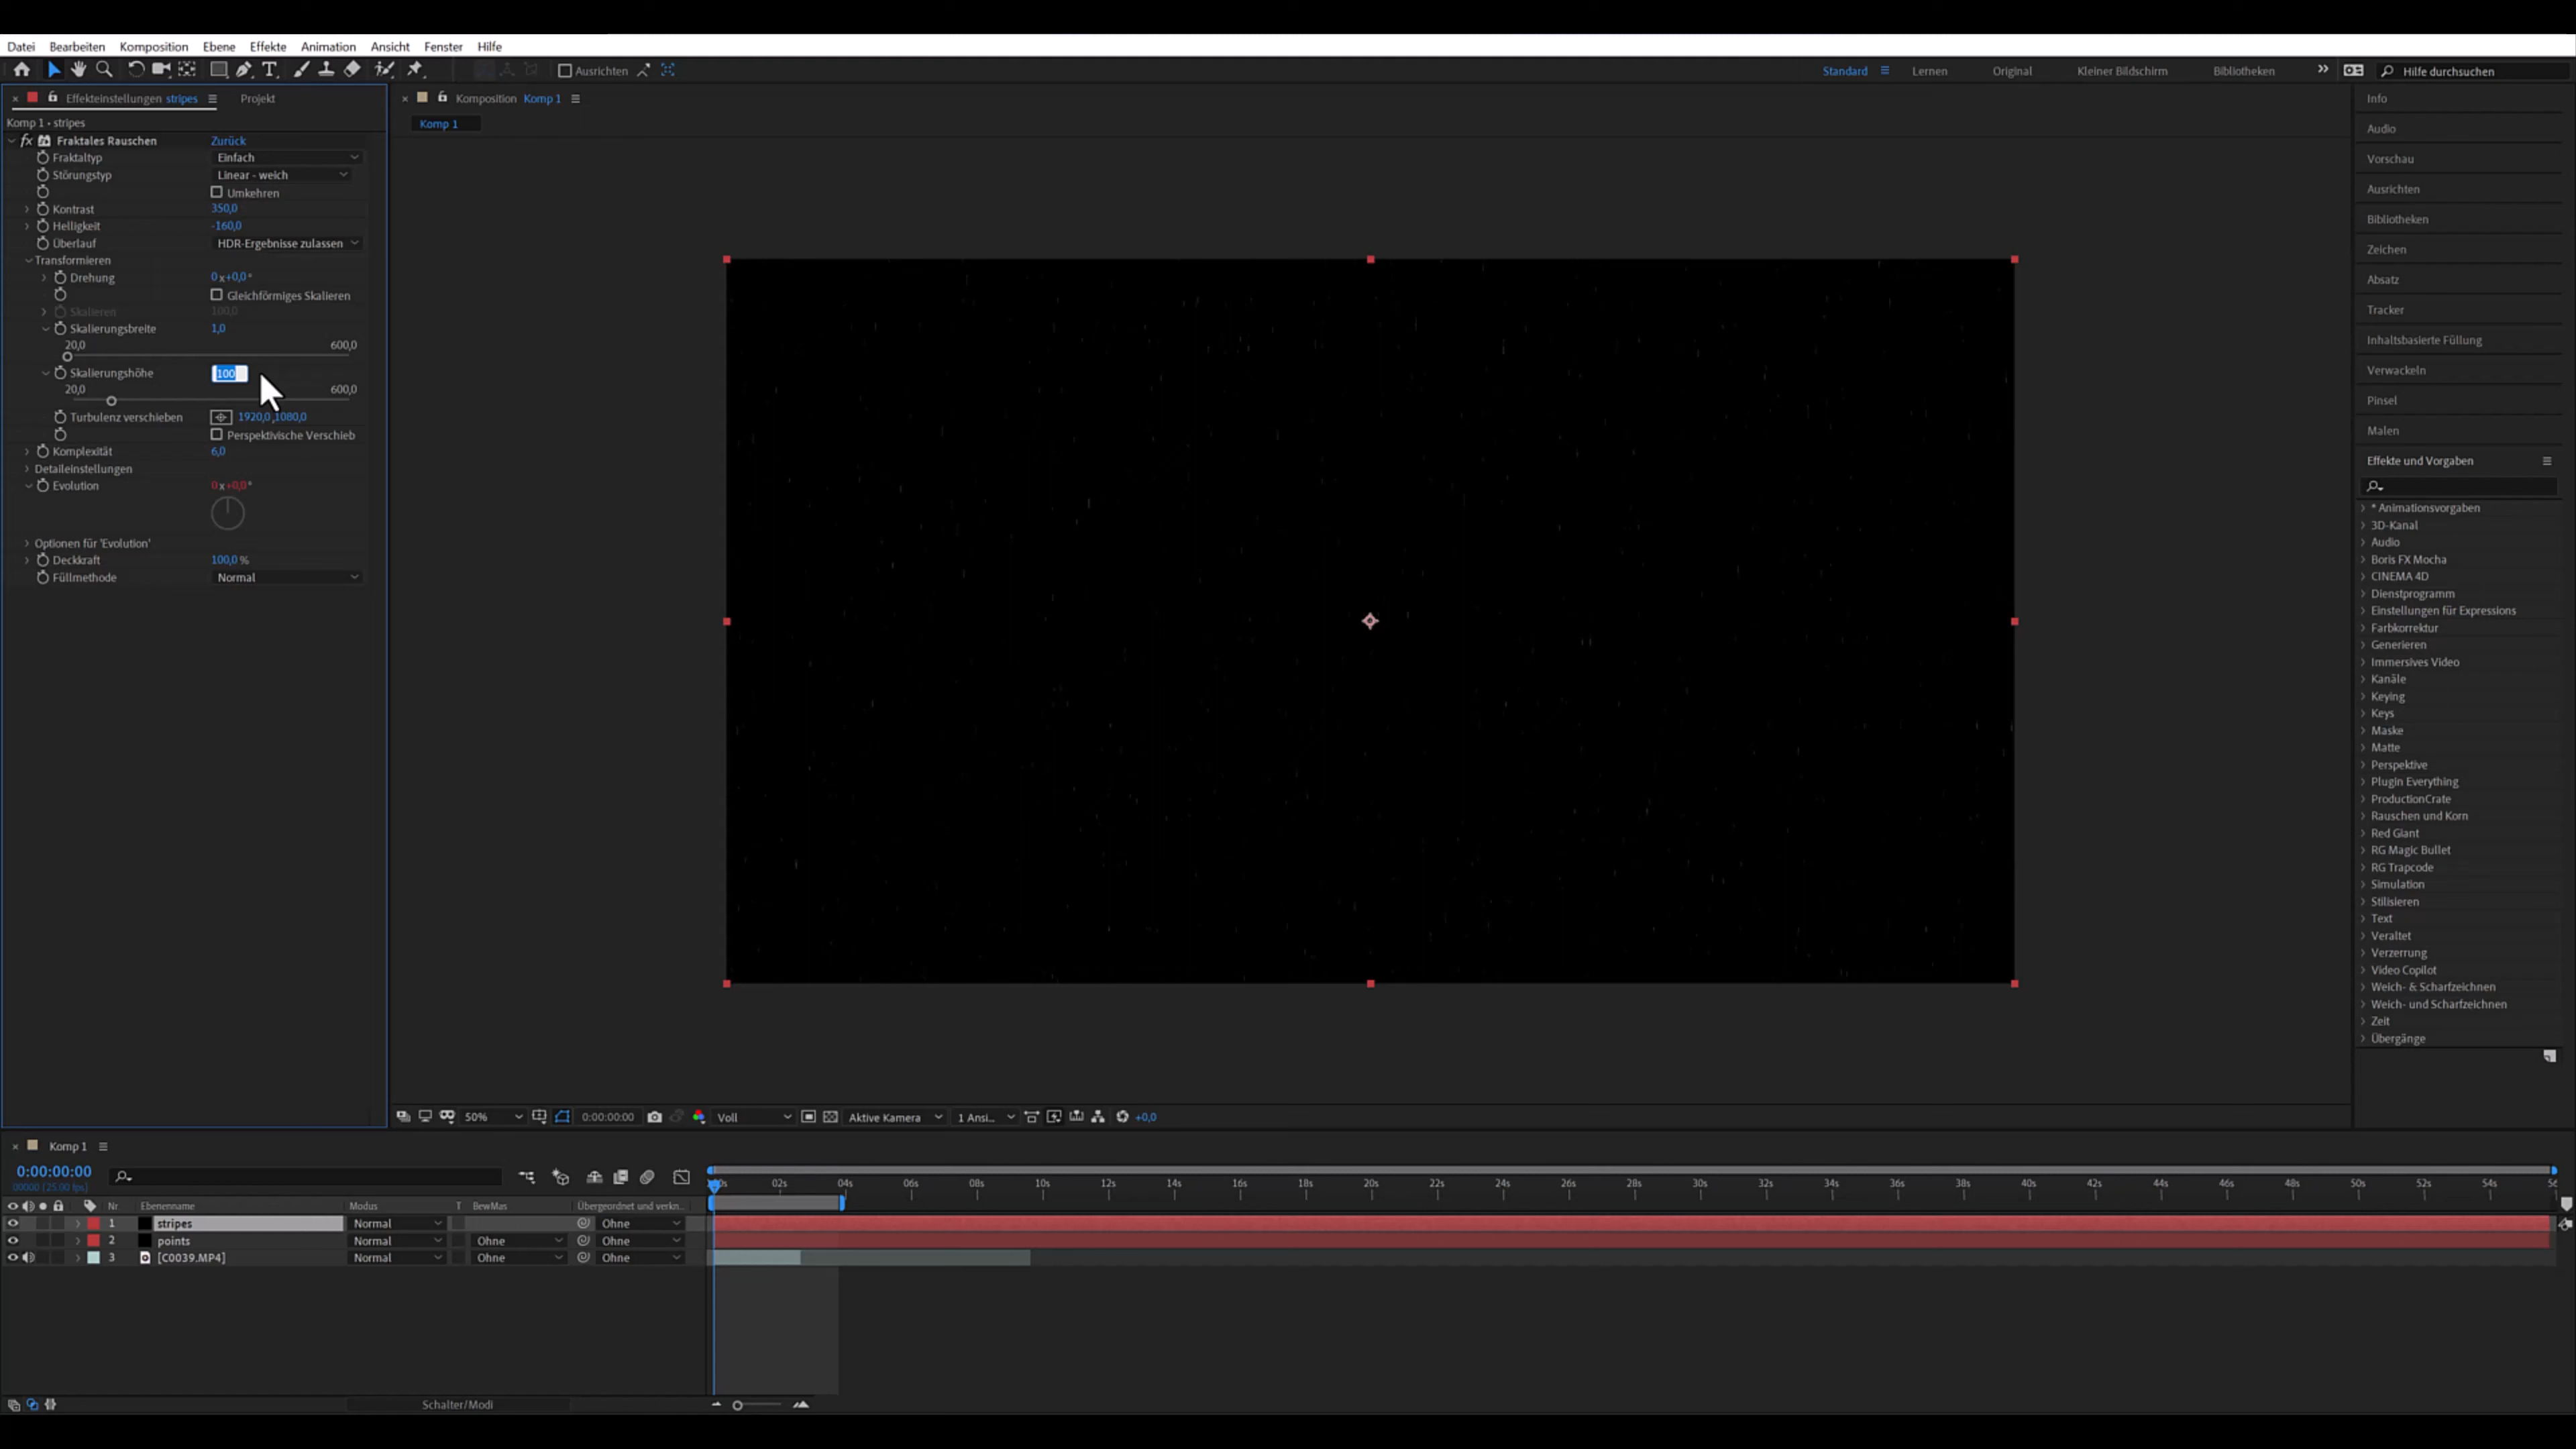 Datei Bearbeiten Komposition Ebene Effekte Animation Ansicht Fenster Hilfe
Ausrichten Standard Lernen Original Kleiner Bildschirm Bibliotheken Hilfe durchsuchen
Effekteinstellungen stripes Projekt
Komp 1 • stripes
fx Fraktales Rauschen Zurück
Fraktaltyp Einfach
Störungstyp Linear - weich
Umkehren
Kontrast 350,0
Helligkeit -160,0
Überlauf HDR-Ergebnisse zulassen
Transformieren
Drehung 0x+0,0°
Gleichförmiges Skalieren
Skalieren 100,0
Skalierungsbreite 1,0
20,0 600,0
Skalierungshöhe 100
20,0 600,0
Turbulenz verschieben 1920,0,1080,0
Perspektivische Verschieb
Komplexität 6,0
Detaileinstellungen
Evolution 0x+0,0°
Optionen für 'Evolution'
Deckkraft 100,0 %
Füllmethode Normal
Komposition Komp 1
Komp 1
50% 0:00:00:00 Voll Aktive Kamera 1 Ansi... +0,0
Info
Audio
Vorschau
Ausrichten
Bibliotheken
Zeichen
Absatz
Tracker
Inhaltsbasierte Füllung
Verwackeln
Pinsel
Malen
Effekte und Vorgaben
* Animationsvorgaben
3D-Kanal
Audio
Boris FX Mocha
CINEMA 4D
Dienstprogramm
Einstellungen für Expressions
Farbkorrektur
Generieren
Immersives Video
Kanäle
Keying
Keys
Maske
Matte
Perspektive
Plugin Everything
ProductionCrate
Rauschen und Korn
Red Giant
RG Magic Bullet
RG Trapcode
Simulation
Stilisieren
Text
Veraltet
Verzerrung
Video Copilot
Weich- & Scharfzeichnen
Weich- und Scharfzeichnen
Zeit
Übergänge
Komp 1
0:00:00:00
00000 (25.00 fps)
02s 04s 06s 08s 10s 12s 14s 16s 18s 20s 22s 24s 26s 28s 30s 32s 34s 36s 38s 40s 42s 44s 46s 48s 50s 52s 54s
Nr Ebenenname Modus T BewMas Übergeordnet und verkn...
1 stripes Normal Ohne
2 points Normal Ohne Ohne
3 [C0039.MP4] Normal Ohne Ohne
Schalter/Modi